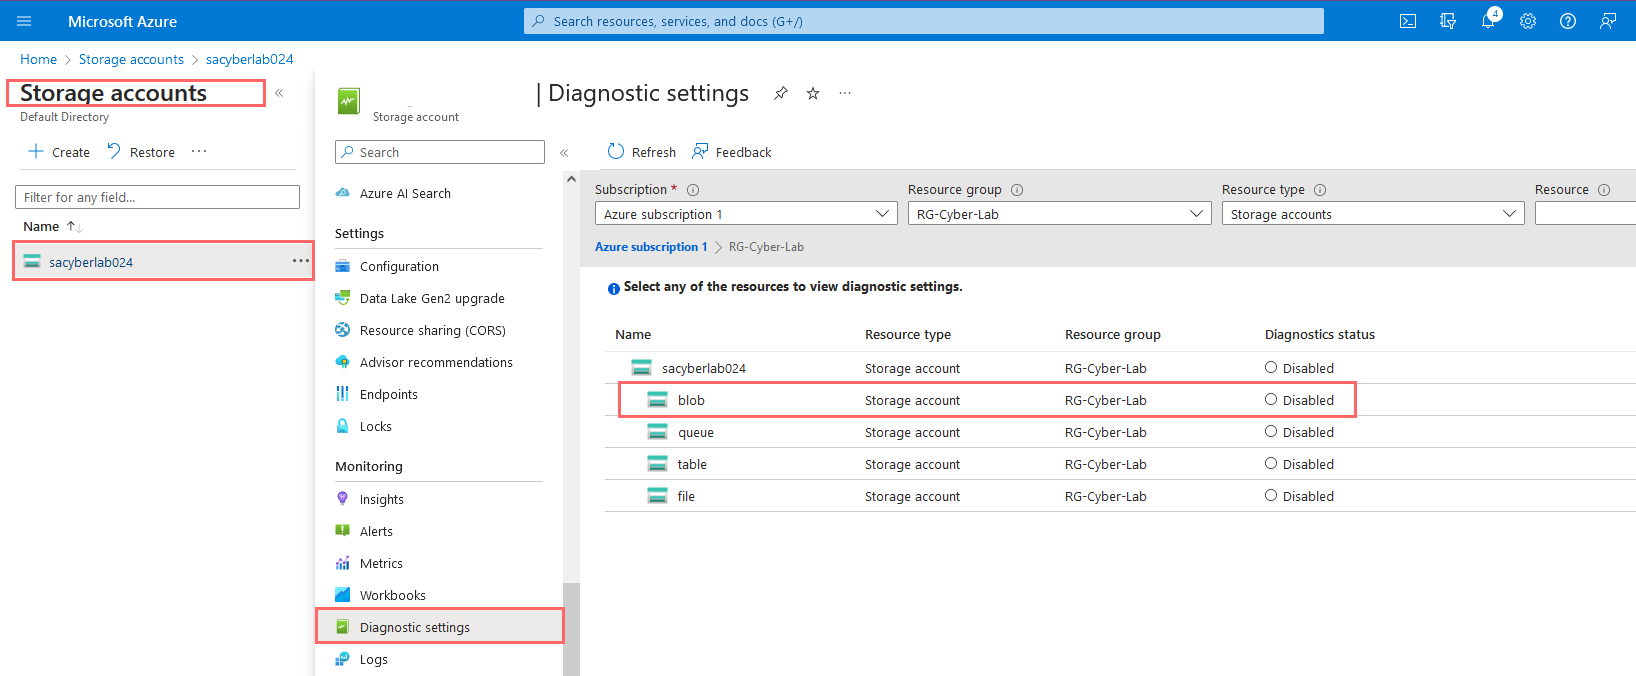 Microsoft Azure
Search resources, services, and docs (G+/)
4
Home > Storage accounts > sacyberlab024
Storage accounts
Default Directory
Create
Restore
Filter for any field...
Name
sacyberlab024
| Diagnostic settings
Storage account
Search
Azure AI Search
Settings
Configuration
Data Lake Gen2 upgrade
Resource sharing (CORS)
Advisor recommendations
Endpoints
Locks
Monitoring
Insights
Alerts
Metrics
Workbooks
Diagnostic settings
Logs
Refresh
Feedback
Subscription * Resource group Resource type Resource
Azure subscription 1 RG-Cyber-Lab Storage accounts
Azure subscription 1 > RG-Cyber-Lab
Select any of the resources to view diagnostic settings.
Name Resource type Resource group Diagnostics status
sacyberlab024 Storage account RG-Cyber-Lab Disabled
blob Storage account RG-Cyber-Lab Disabled
queue Storage account RG-Cyber-Lab Disabled
table Storage account RG-Cyber-Lab Disabled
file Storage account RG-Cyber-Lab Disabled